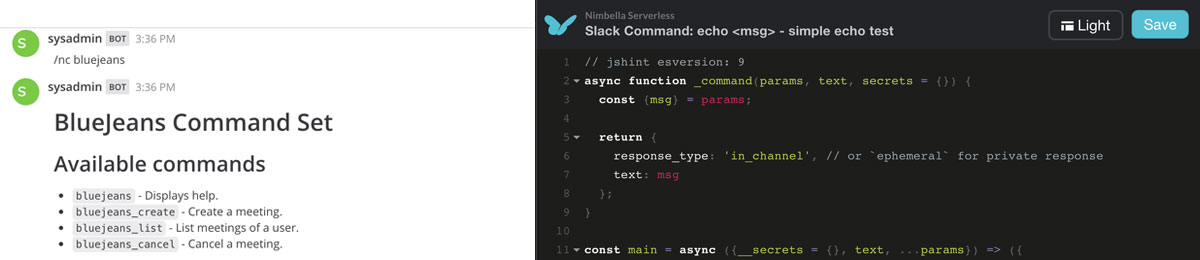 S
sysadmin BOT 3:36 PM
/nc bluejeans
S
sysadmin BOT 3:36 PM
BlueJeans Command Set
Available commands
• bluejeans - Displays help.
• bluejeans_create - Create a meeting.
• bluejeans_list - List meetings of a user.
• bluejeans_cancel - Cancel a meeting.
Nimbella Serverless
Slack Command: echo <msg> - simple echo test
Light
Save
1 // jshint esversion: 9
2 async function _command(params, text, secrets = {}) {
3 const {msg} = params;
4
5 return {
6 response_type: 'in_channel', // or `ephemeral` for private response
7 text: msg
8 };
9 }
10
11 const main = async ({__secrets = {}, text, ...params}) => ({